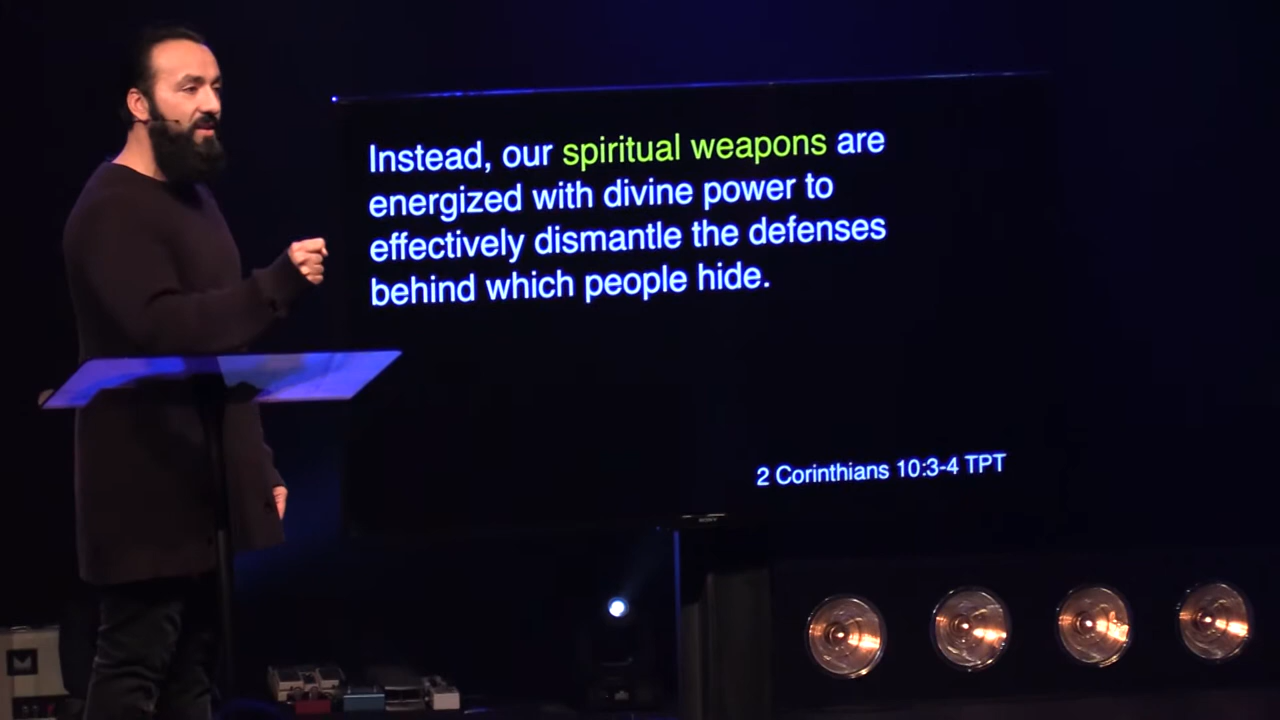 Instead, our spiritual weapons are
energized with divine power to
effectively dismantle the defenses
behind which people hide.
2 Corinthians 10:3-4 TPT
SONY